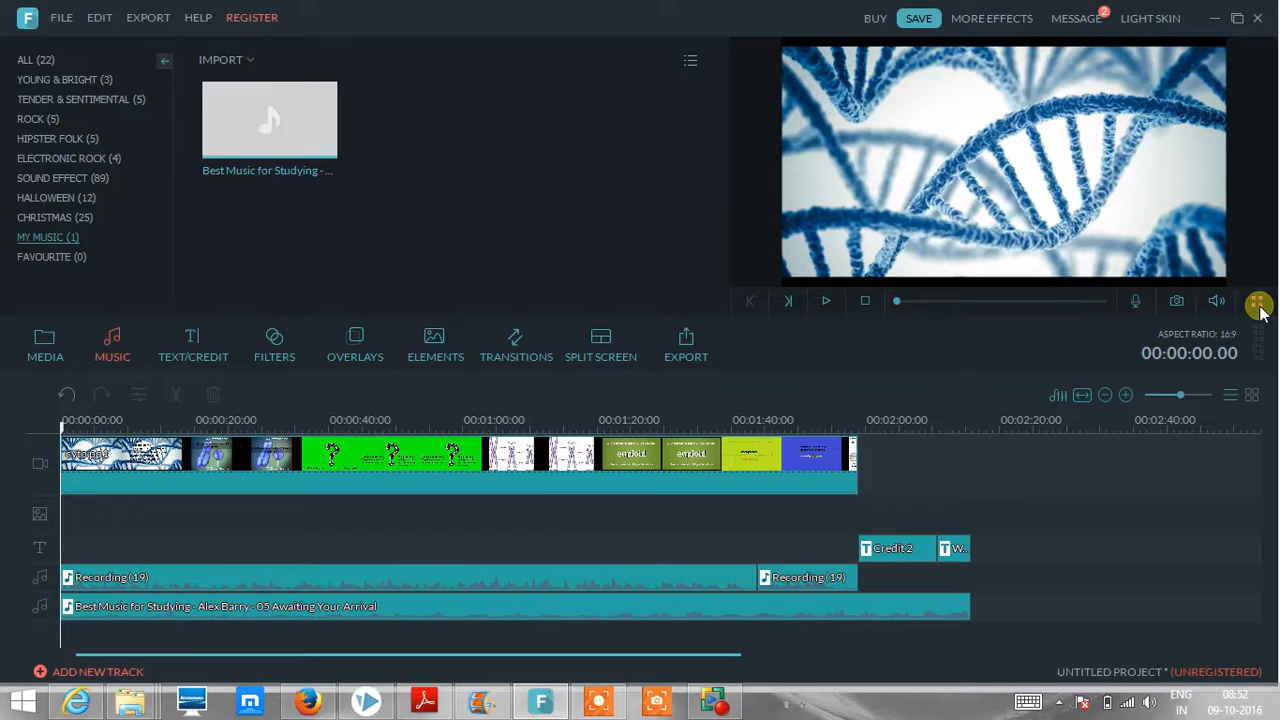 FILE EDIT EXPORT HELP REGISTER BUY SAVE MORE EFFECTS MESSAGE 2 LIGHT SKIN
ALL (22)
YOUNG & BRIGHT (3)
TENDER & SENTIMENTAL (5)
ROCK (5)
HIPSTER FOLK (5)
ELECTRONIC ROCK (4)
SOUND EFFECT (89)
HALLOWEEN (12)
CHRISTMAS (25)
MY MUSIC (1)
FAVOURITE (0)
IMPORT
Best Music for Studying - ...
MEDIA MUSIC TEXT/CREDIT FILTERS OVERLAYS ELEMENTS TRANSITIONS SPLIT SCREEN EXPORT
ASPECT RATIO: 16:9
00:00:00.00
00:00:00:00 00:00:20:00 00:00:40:00 00:01:00:00 00:01:20:00 00:01:40:00 00:02:00:00 00:02:20:00 00:02:40:00
Credit 2 W..
Recording (19) Recording (19)
Best Music for Studying - Alex Barry - 05 Awaiting Your Arrival
ADD NEW TRACK
UNTITLED PROJECT * (UNREGISTERED)
ENG
IN
08:52
09-10-2016